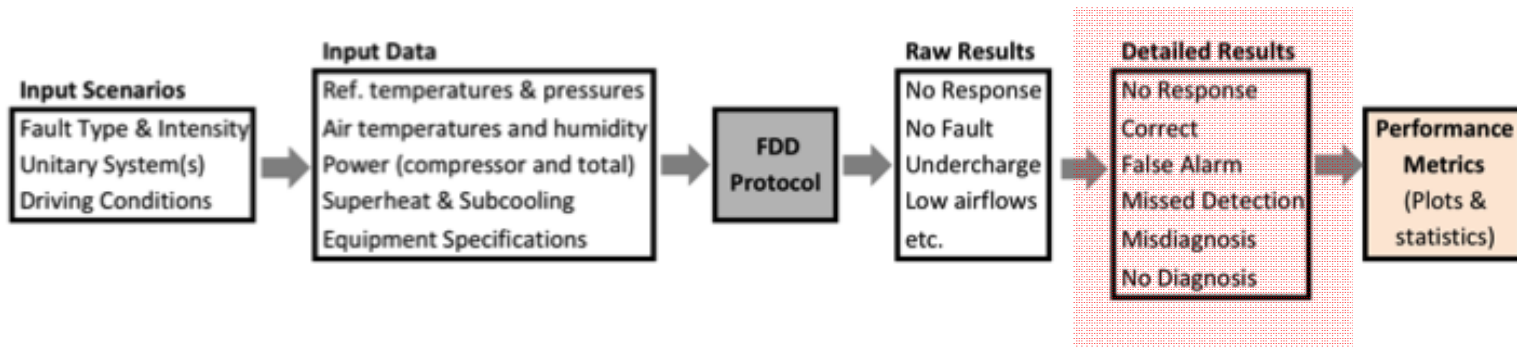 Input Scenarios
Fault Type & Intensity
Unitary System(s)
Driving Conditions
Input Data
Ref. temperatures & pressures
Air temperatures and humidity
Power (compressor and total)
Superheat & Subcooling
Equipment Specifications
FDD
Protocol
Raw Results
No Response
No Fault
Undercharge
Low airflows
etc.
Detailed Results
No Response
Correct
False Alarm
Missed Detection
Misdiagnosis
No Diagnosis
Performance
Metrics
(Plots &
statistics)